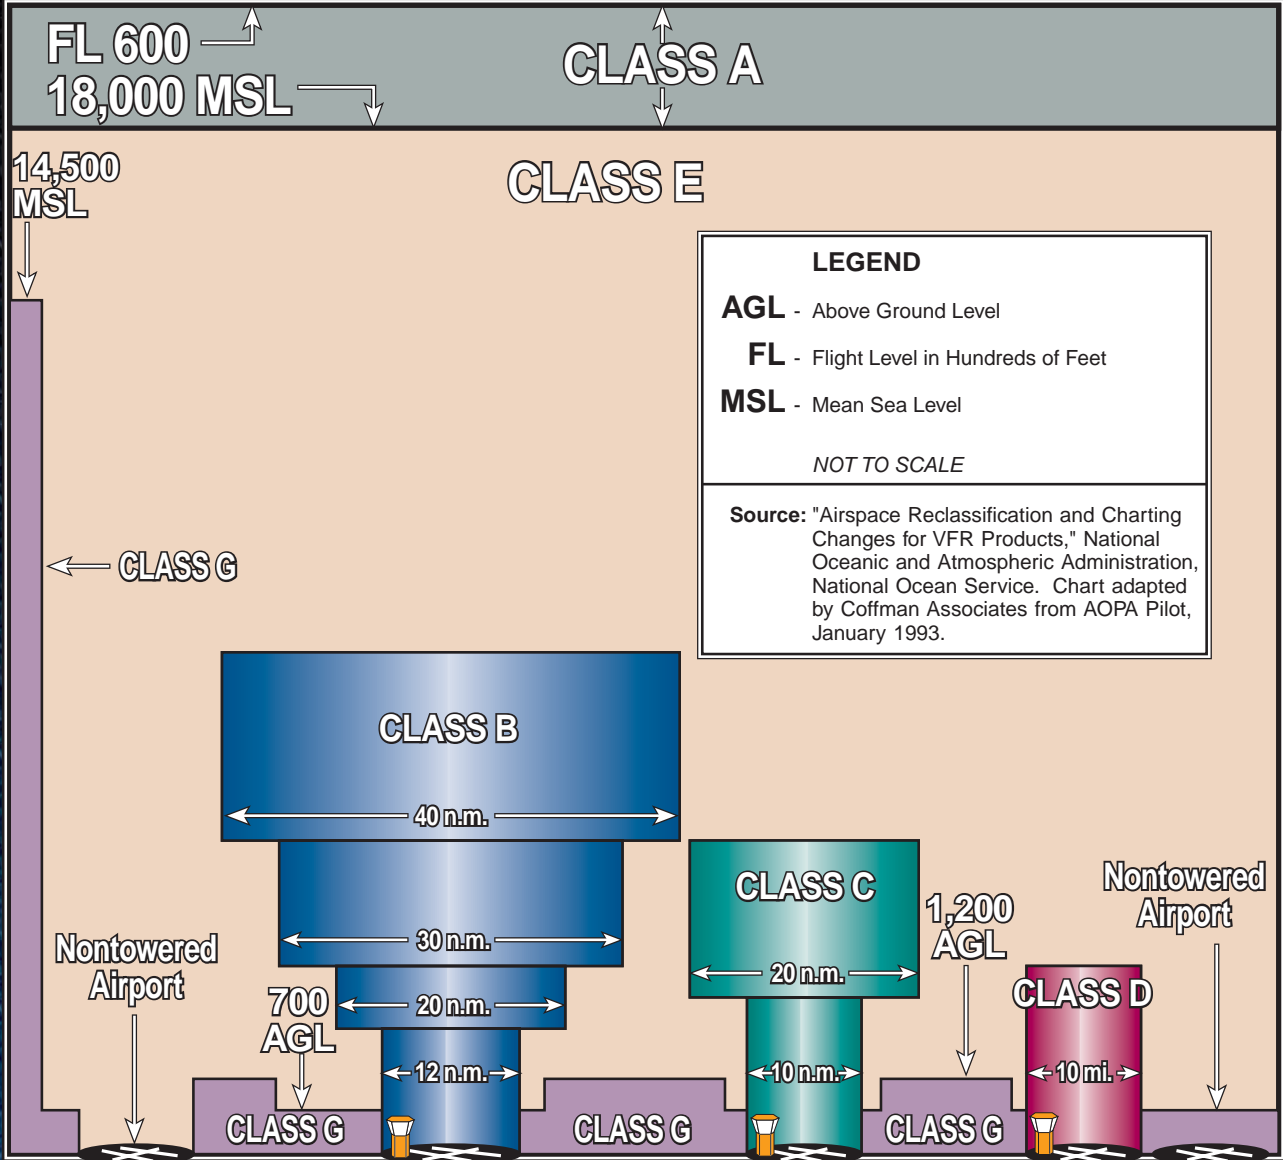 FL 600
18,000 MSL
CLASS A
14,500
MSL
CLASS E
LEGEND
AGL - Above Ground Level
FL - Flight Level in Hundreds of Feet
MSL - Mean Sea Level
NOT TO SCALE
Source: "Airspace Reclassification and Charting
Changes for VFR Products," National
Oceanic and Atmospheric Administration,
National Ocean Service. Chart adapted
by Coffman Associates from AOPA Pilot,
January 1993.
CLASS G
CLASS B
40 n.m.
30 n.m.
20 n.m.
12 n.m.
CLASS C
20 n.m.
10 n.m.
Nontowered
Airport
700
AGL
1,200
AGL
CLASS D
10 mi.
Nontowered
Airport
CLASS G
CLASS G
CLASS G